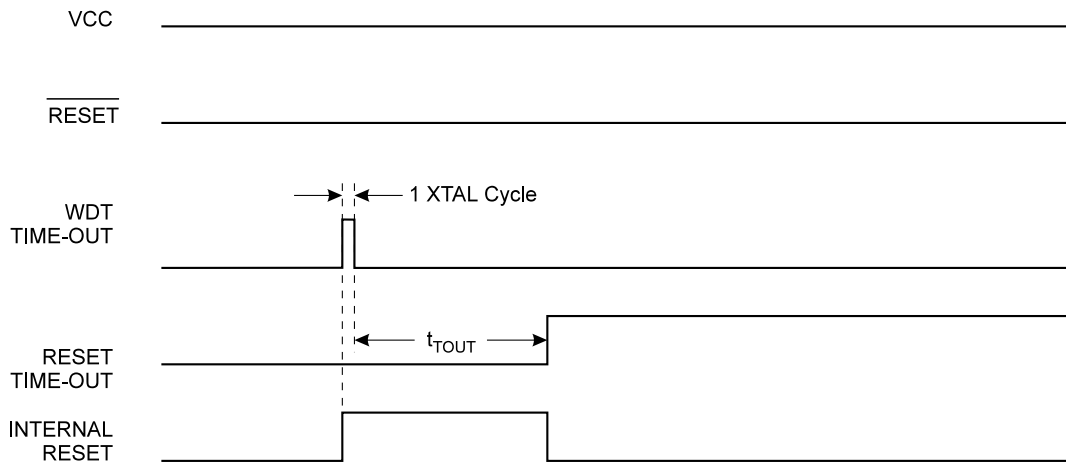 VCC
RESET
1 XTAL Cycle
WDT
TIME-OUT
tTOUT
RESET
TIME-OUT
INTERNAL
RESET